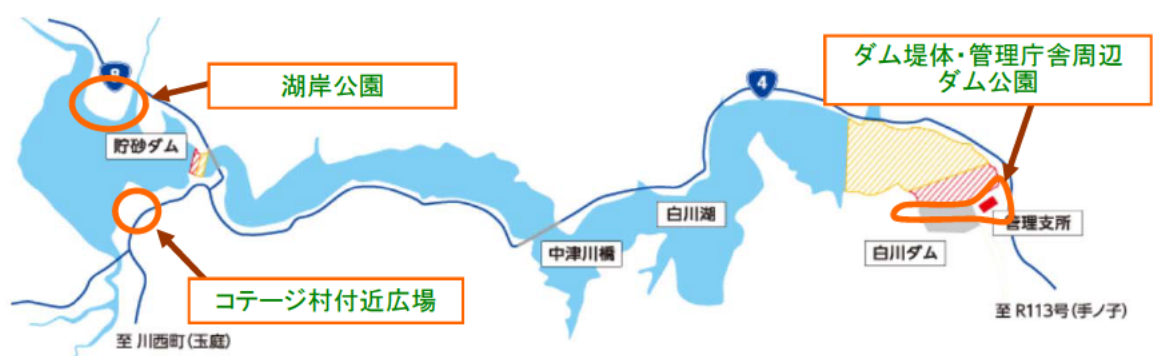 8
湖岸公園
貯砂ダム
コテージ村付近広場
至 川西町(玉庭)
中津川橋
白川湖
4
ダム堤体・管理庁舎周辺
ダム公園
白川ダム
管理支所
至 R113号(手ノ子)